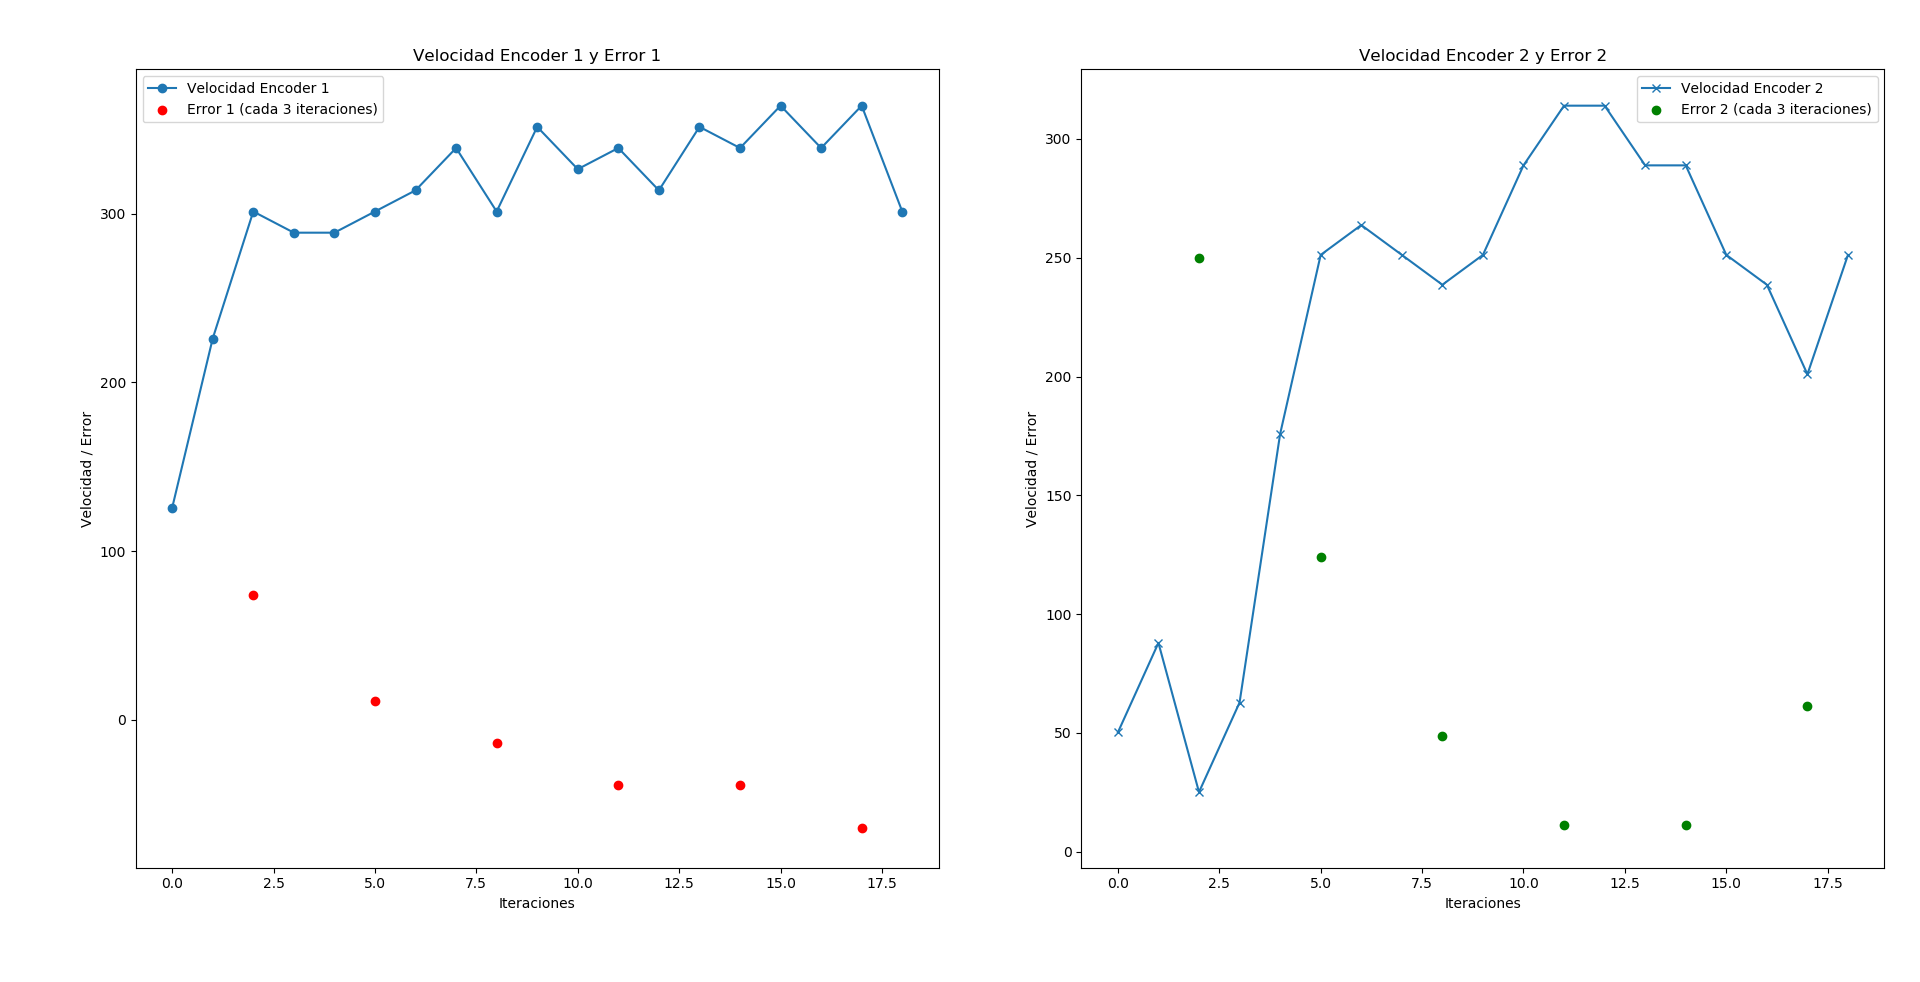 Velocidad Encoder 1 y Error 1
Velocidad Encoder 1
Error 1 (cada 3 iteraciones)
300
200
100
0
Velocidad / Error
0.0 2.5 5.0 7.5 10.0 12.5 15.0 17.5
Iteraciones
Velocidad Encoder 2 y Error 2
Velocidad Encoder 2
Error 2 (cada 3 iteraciones)
300
250
200
150
100
50
0
Velocidad / Error
0.0 2.5 5.0 7.5 10.0 12.5 15.0 17.5
Iteraciones